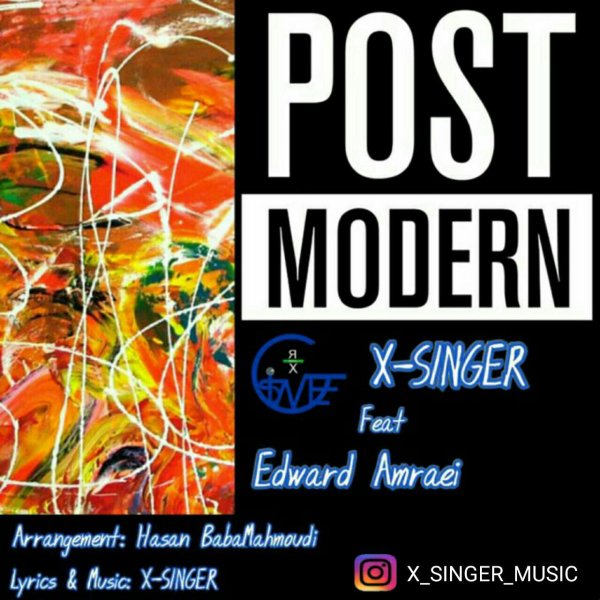 POST
MODERN
X-SINGER
Feat
Edward Amraei
Arrangement: Hasan BabaMahmoudi
Lyrics & Music: X-SINGER
X_SINGER_MUSIC